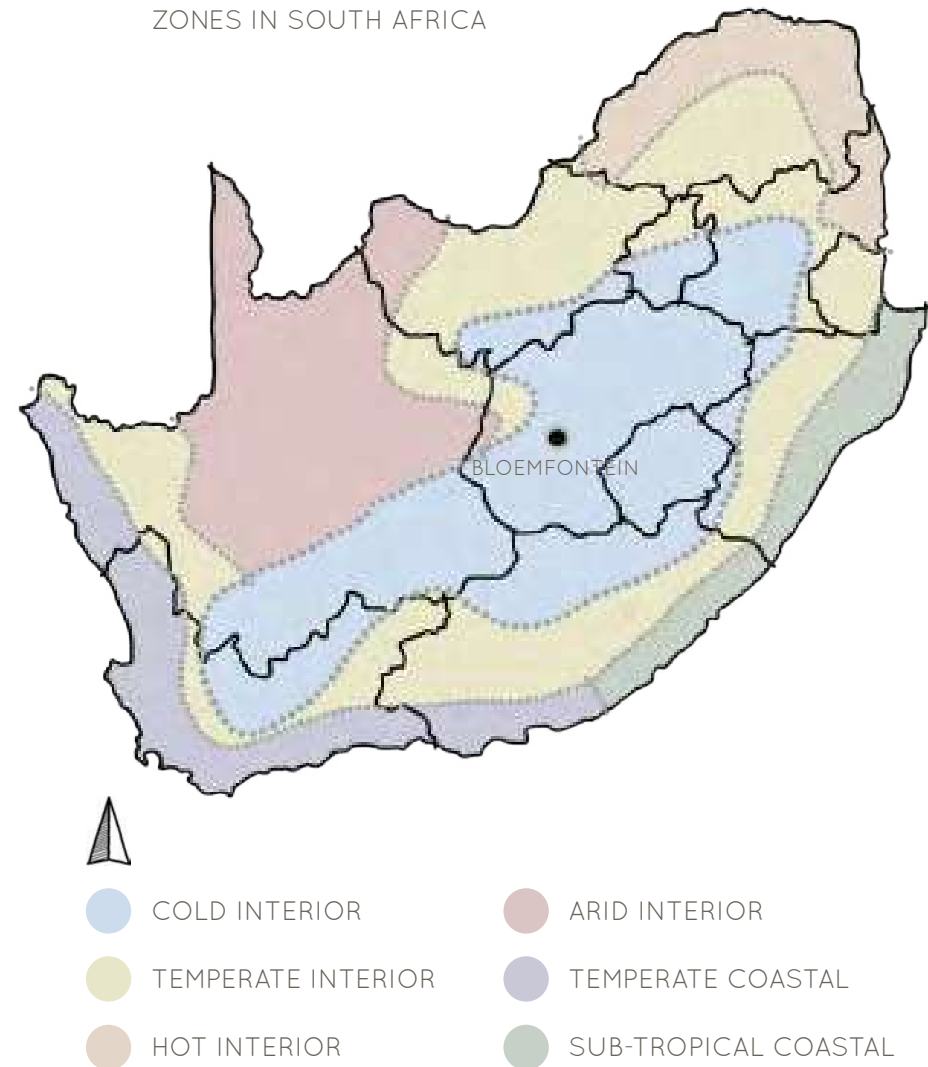 ZONES IN SOUTH AFRICA
BLOEMFONTEIN
COLD INTERIOR
ARID INTERIOR
TEMPERATE INTERIOR
TEMPERATE COASTAL
HOT INTERIOR
SUB-TROPICAL COASTAL